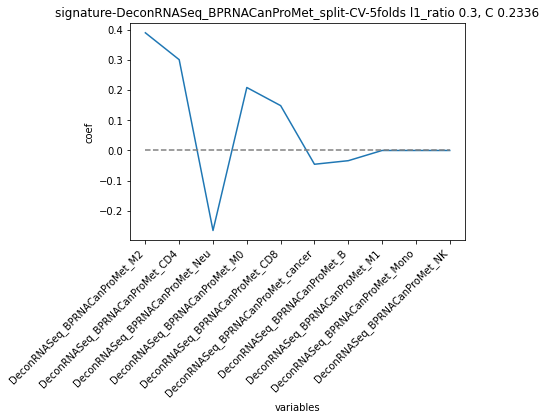 signature-DeconRNASeq_BPRNACanProMet_split-CV-5folds l1_ratio 0.3, C 0.2336
0.4
0.3
0.2
0.1
0.0
−0.1
−0.2
coef
DeconRNASeq_BPRNACanProMet_M2
DeconRNASeq_BPRNACanProMet_CD4
DeconRNASeq_BPRNACanProMet_Neu
DeconRNASeq_BPRNACanProMet_M0
DeconRNASeq_BPRNACanProMet_CD8
DeconRNASeq_BPRNACanProMet_cancer
DeconRNASeq_BPRNACanProMet_B
DeconRNASeq_BPRNACanProMet_M1
DeconRNASeq_BPRNACanProMet_Mono
DeconRNASeq_BPRNACanProMet_NK
variables